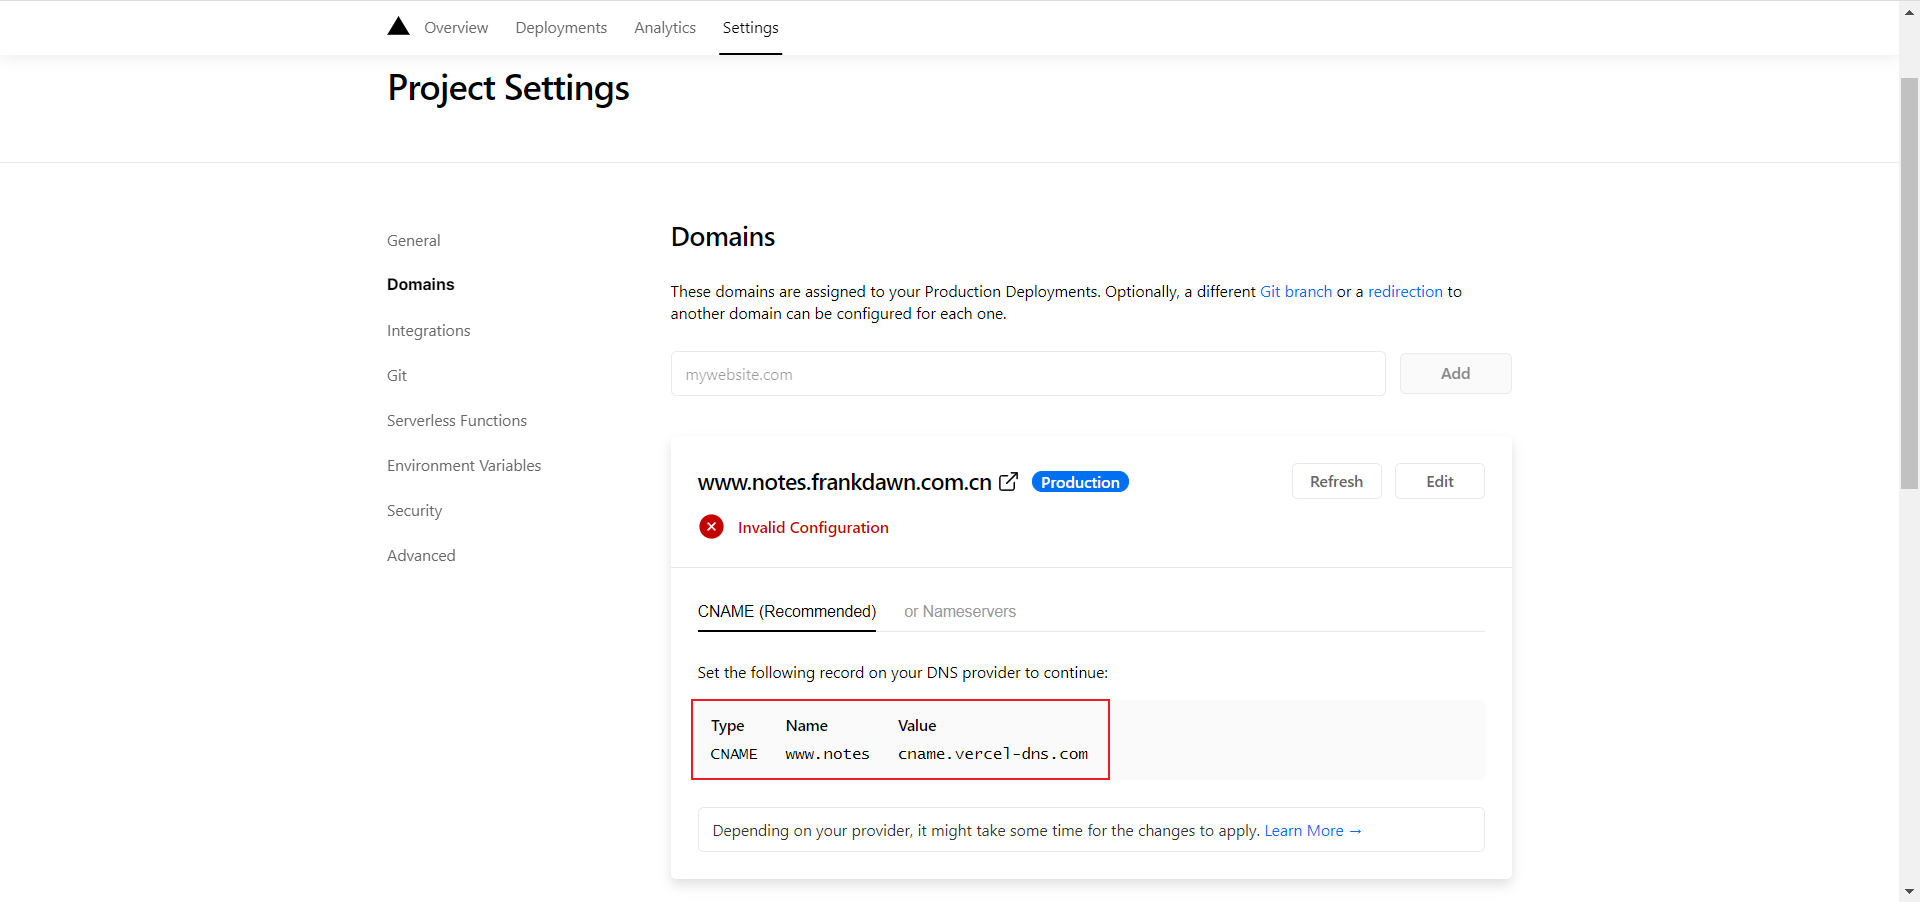 Overview Deployments Analytics Settings
Project Settings
General
Domains
Integrations
Git
Serverless Functions
Environment Variables
Security
Advanced
Domains
These domains are assigned to your Production Deployments. Optionally, a different Git branch or a redirection to
another domain can be configured for each one.
mywebsite.com Add
www.notes.frankdawn.com.cn Production Refresh Edit
Invalid Configuration
CNAME (Recommended) or Nameservers
Set the following record on your DNS provider to continue:
Type Name Value
CNAME www.notes cname.vercel-dns.com
Depending on your provider, it might take some time for the changes to apply. Learn More →